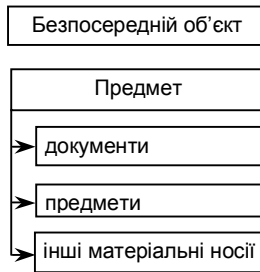 Безпосередній об’єкт
Предмет
документи
предмети
інші матеріальні носії